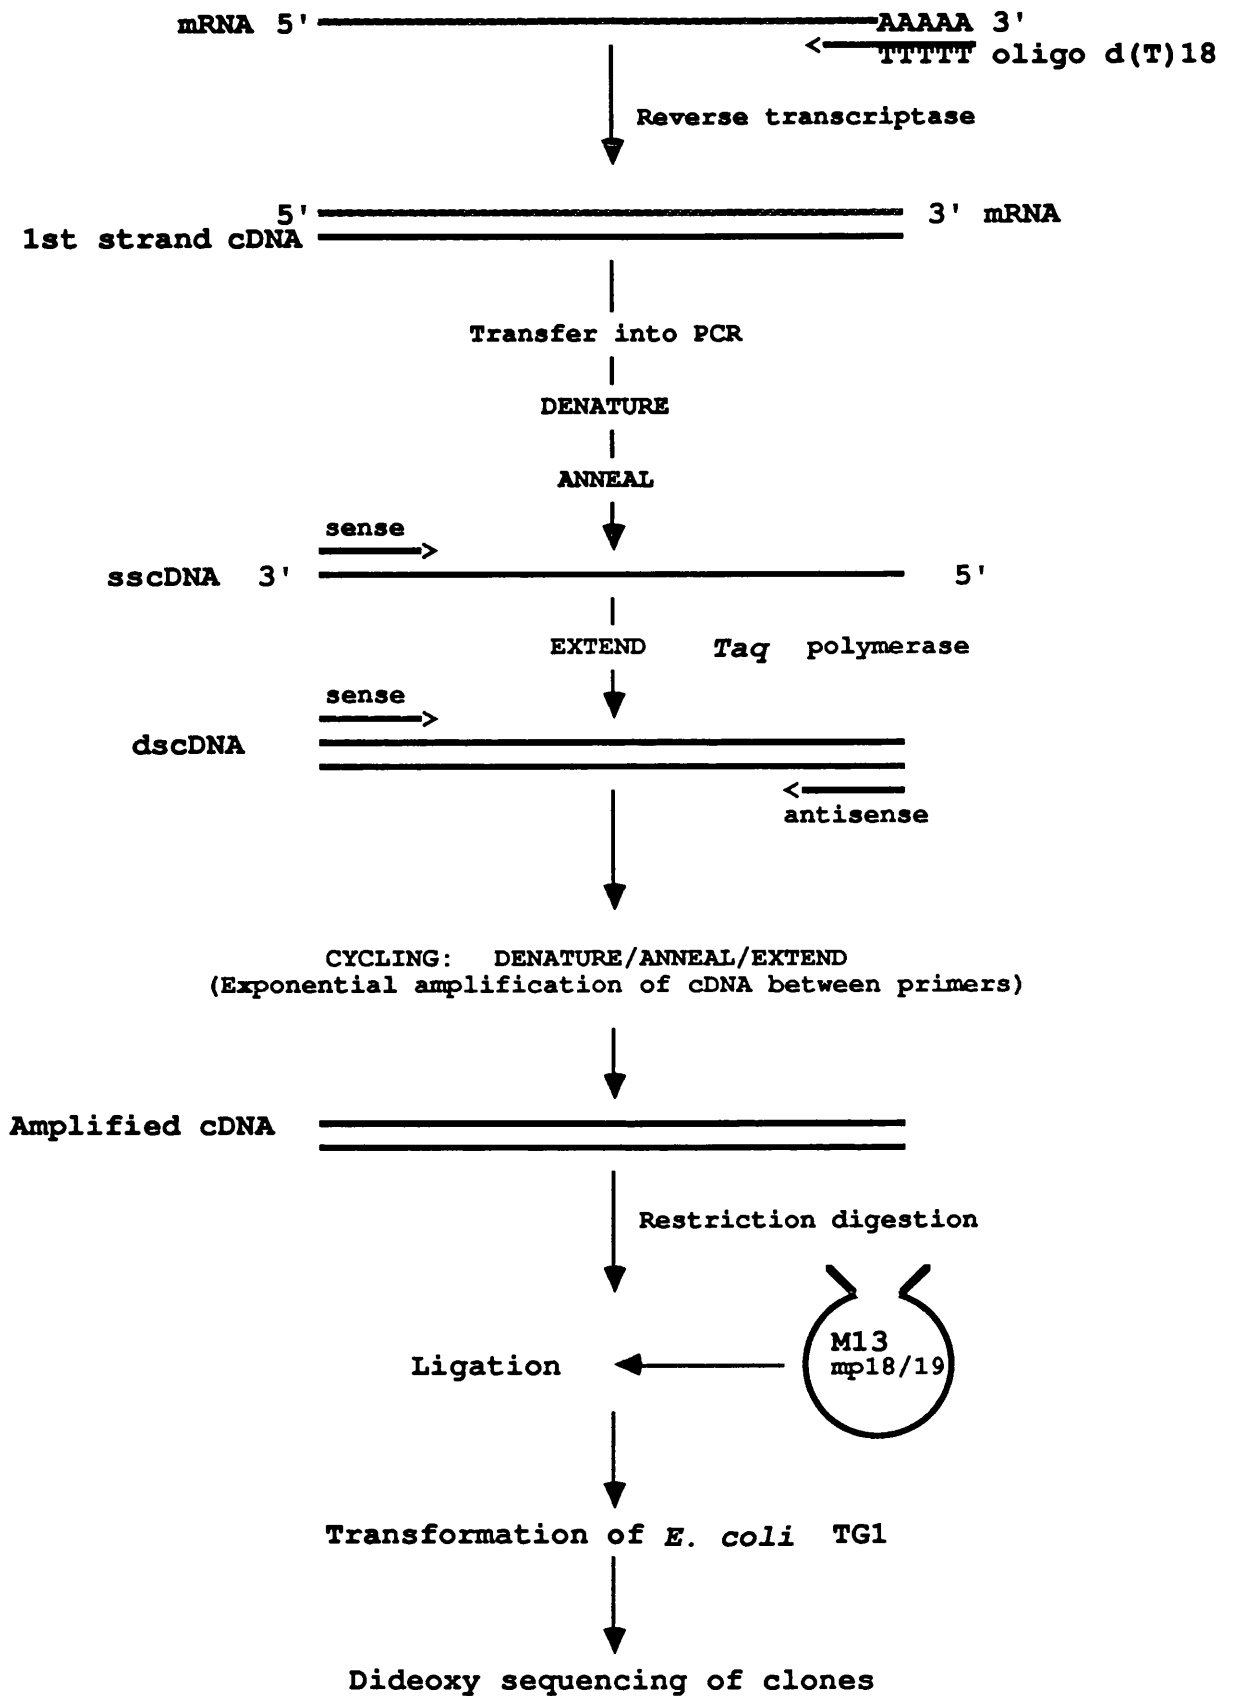 mRNA 5' AAAAA 3'
TTTTT oligo d(T)18
Reverse transcriptase
5' 3' mRNA
1st strand cDNA
Transfer into PCR
DENATURE
ANNEAL
sense
sscDNA 3' 5'
EXTEND Taq polymerase
sense
dscDNA
antisense
CYCLING: DENATURE/ANNEAL/EXTEND
(Exponential amplification of cDNA between primers)
Amplified cDNA
Restriction digestion
M13
mp18/19
Ligation
Transformation of E. coli TG1
Dideoxy sequencing of clones